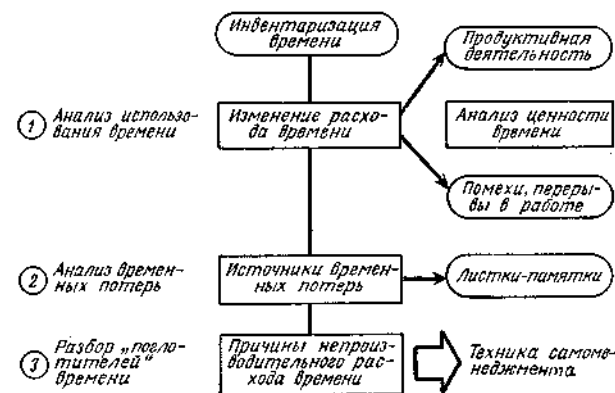 Инвентаризация
времени
Продуктивная
деятельность
1 Анализ использо-
вания времени
Изменение расхо-
да времени
Анализ ценности
времени
Помехи, переры-
вы в работе
2 Анализ времен-
ных потерь
Источники времен-
ных потерь
Листки-памятки
3 Разбор „погло-
тителей“
времени
Причины непроиз-
водительного рас-
хода времени
Техника самоме-
неджмента